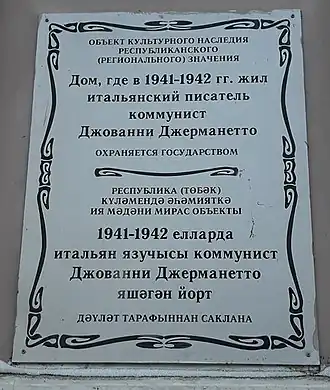 ОБЪЕКТ КУЛЬТУРНОГО НАСЛЕДИЯ
РЕСПУБЛИКАНСКОГО
(РЕГИОНАЛЬНОГО) ЗНАЧЕНИЯ
Дом, где в 1941-1942 гг. жил
итальянский писатель
коммунист
Джованни Джерманетто
ОХРАНЯЕТСЯ ГОСУДАРСТВОМ
РЕСПУБЛИКА (ТӨБӘК)
КҮЛӘМЕНДӘ ӘҺӘМИЯТКӘ
ИЯ МӘДӘНИ МИРАС ОБЪЕКТЫ
1941-1942 елларда
итальян язучысы коммунист
Джованни Джерманетто
яшәгән йорт
ДӘҮЛӘТ ТАРАФЫННАН САКЛАНА